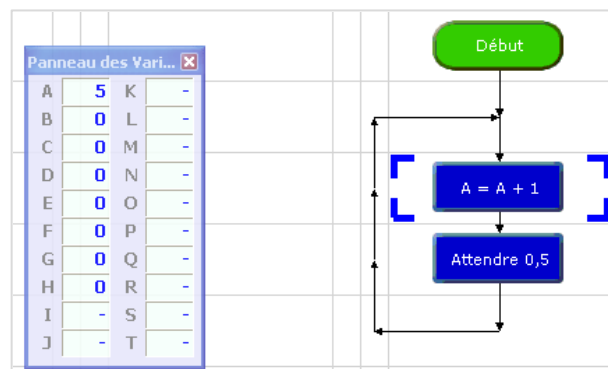 Début
Panneau des Vari...
A 5 K -
B 0 L -
C 0 M -
D 0 N -
E 0 O -
F 0 P -
G 0 Q -
H 0 R -
I - S -
J - T -
A = A + 1
Attendre 0,5